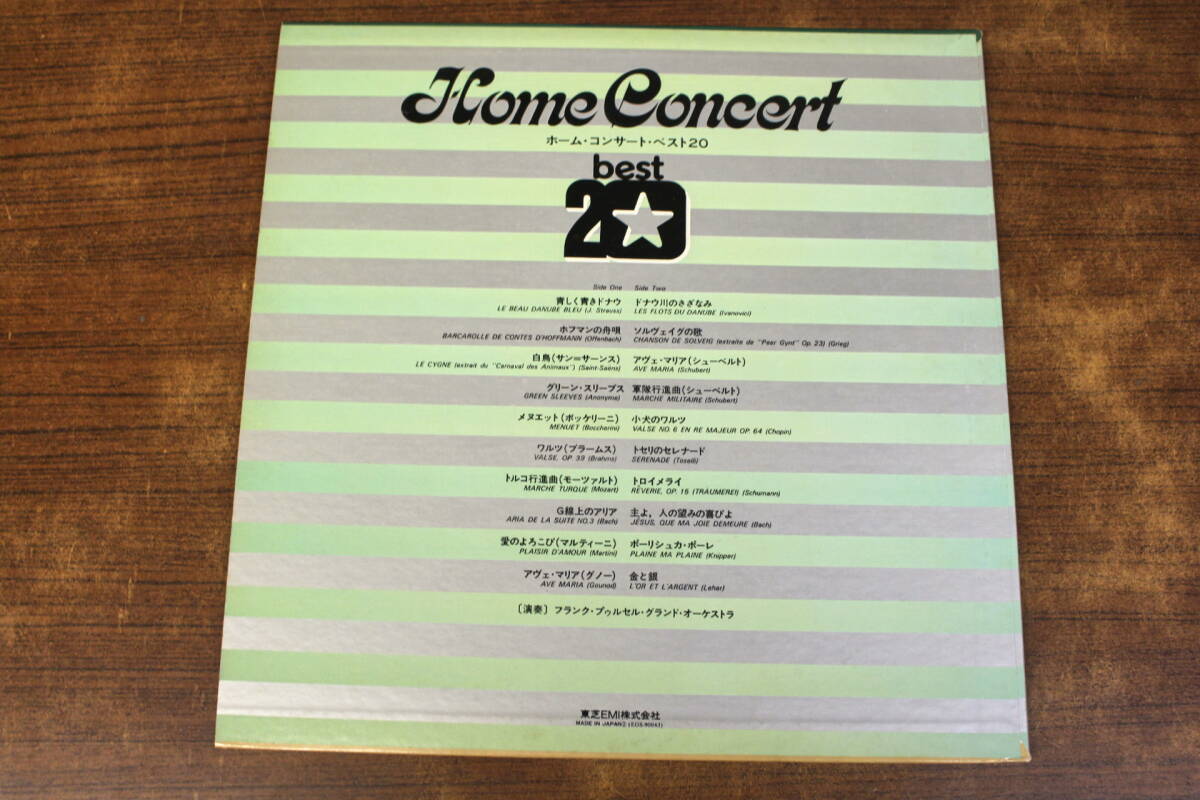 Home Concert
ホーム・コンサート・ベスト20
best
20
Side One
美しく青きドナウ
LE BEAU DANUBE BLEU (J. Strauss)
ホフマンの舟唄
BARCAROLLE DE CONTES D'HOFFMANN (Offenbach)
白鳥(サン=サーンス)
LE CYGNE (extrait du "Carnaval des Animaux") (Saint-Saëns)
グリーン・スリーブス
GREEN SLEEVES (Anonyme)
メヌエット(ボッケリーニ)
MENUET (Boccherini)
ワルツ(ブラームス)
VALSE, OP. 39 (Brahms)
トルコ行進曲(モーツァルト)
MARCHE TURQUE (Mozart)
G線上のアリア
ARIA DE LA SUITE NO.3 (Bach)
愛のよろこび(マルティーニ)
PLAISIR D'AMOUR (Martini)
アヴェ・マリア(グノー)
AVE MARIA (Gounod)
Side Two
ドナウ川のさざなみ
LES FLOTS DU DANUBE (Ivanovici)
ソルヴェイグの歌
CHANSON DE SOLVEIG (extraite de "Peer Gynt" Op. 23) (Grieg)
アヴェ・マリア(シューベルト)
AVE MARIA (Schubert)
軍隊行進曲(シューベルト)
MARCHE MILITAIRE (Schubert)
小犬のワルツ
VALSE NO. 6 EN RE MAJEUR OP. 64 (Chopin)
トセリのセレナード
SERENADE (Toselli)
トロイメライ
RÊVERIE, OP. 15 (TRÄUMEREI) (Schumann)
主よ,人の望みの喜びよ
JÉSUS, QUE MA JOIE DEMEURE (Bach)
ポーリシュカ・ポーレ
PLAINE MA PLAINE (Knipper)
金と銀
L'OR ET L'ARGENT (Lehar)
〔演奏〕フランク・プゥルセル・グランド・オーケストラ
東芝EMI株式会社
MADE IN JAPAN